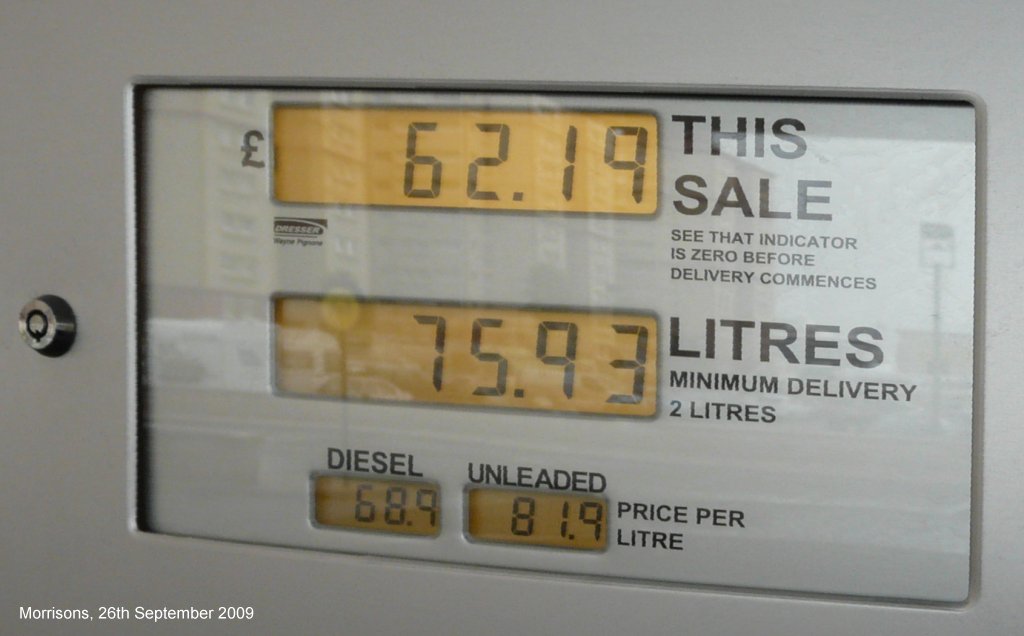 £ 62.19 THIS
SALE
SEE THAT INDICATOR
IS ZERO BEFORE
DELIVERY COMMENCES
DRESSER
Wayne Pignone
75.93 LITRES
MINIMUM DELIVERY
2 LITRES
DIESEL UNLEADED
68.9 81.9 PRICE PER
LITRE
Morrisons, 26th September 2009